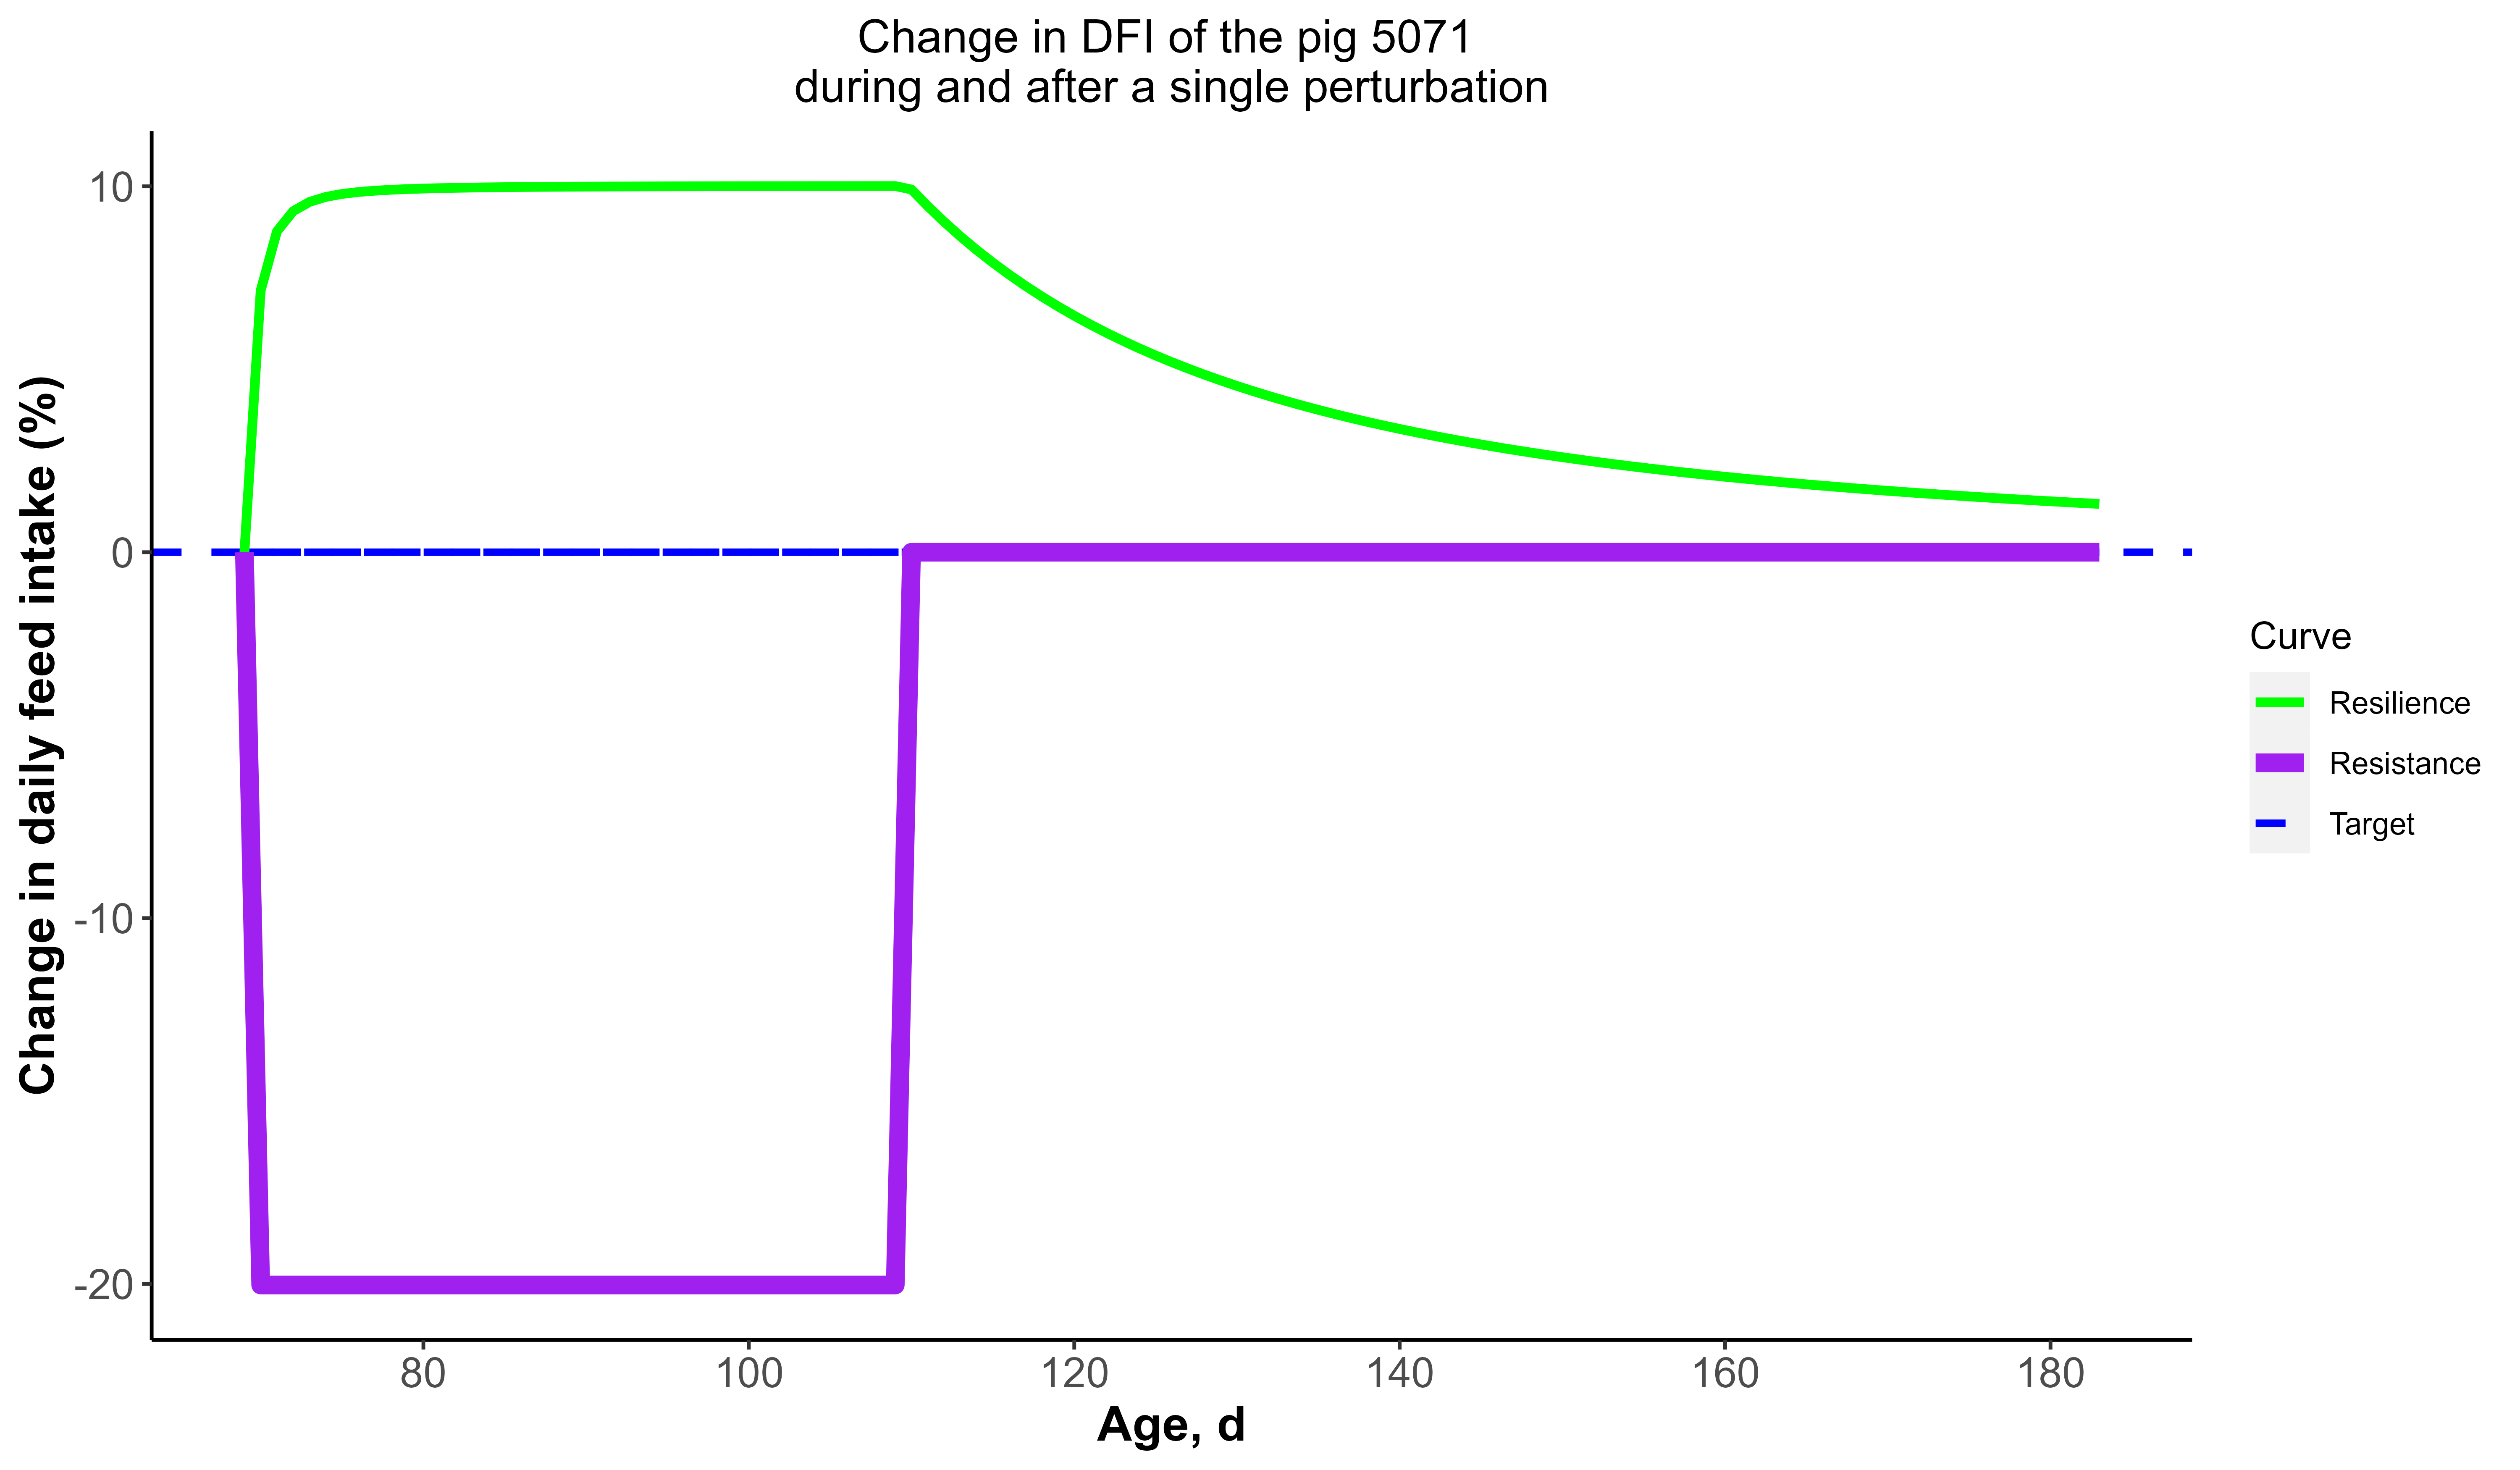 Change in DFI of the pig 5071
during and after a single perturbation
Change in daily feed intake (%)
10
0
-10
-20
80
100
120
140
160
180
Age, d
Curve
Resilience
Resistance
Target